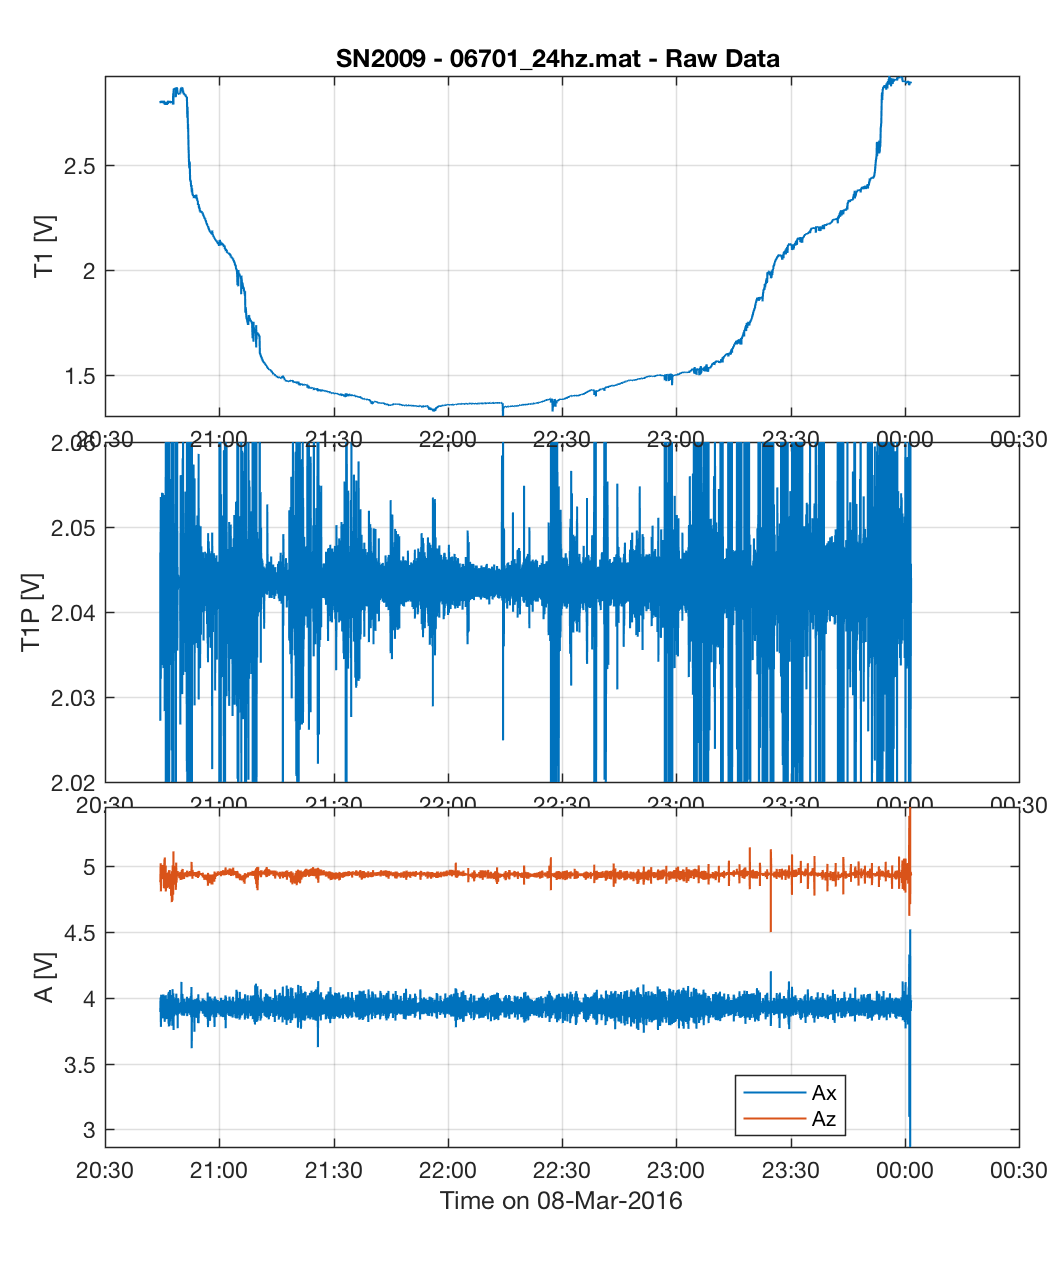 SN2009 - 06701_24hz.mat - Raw Data
2.5
2
1.5
T1 [V]
20:30 21:00 21:30 22:00 22:30 23:00 23:30 00:00 00:30
2.06
2.05
2.04
2.03
2.02
T1P [V]
20:30 21:00 21:30 22:00 22:30 23:00 23:30 00:00 00:30
5
4.5
4
3.5
3
A [V]
Ax
Az
20:30 21:00 21:30 22:00 22:30 23:00 23:30 00:00 00:30
Time on 08-Mar-2016